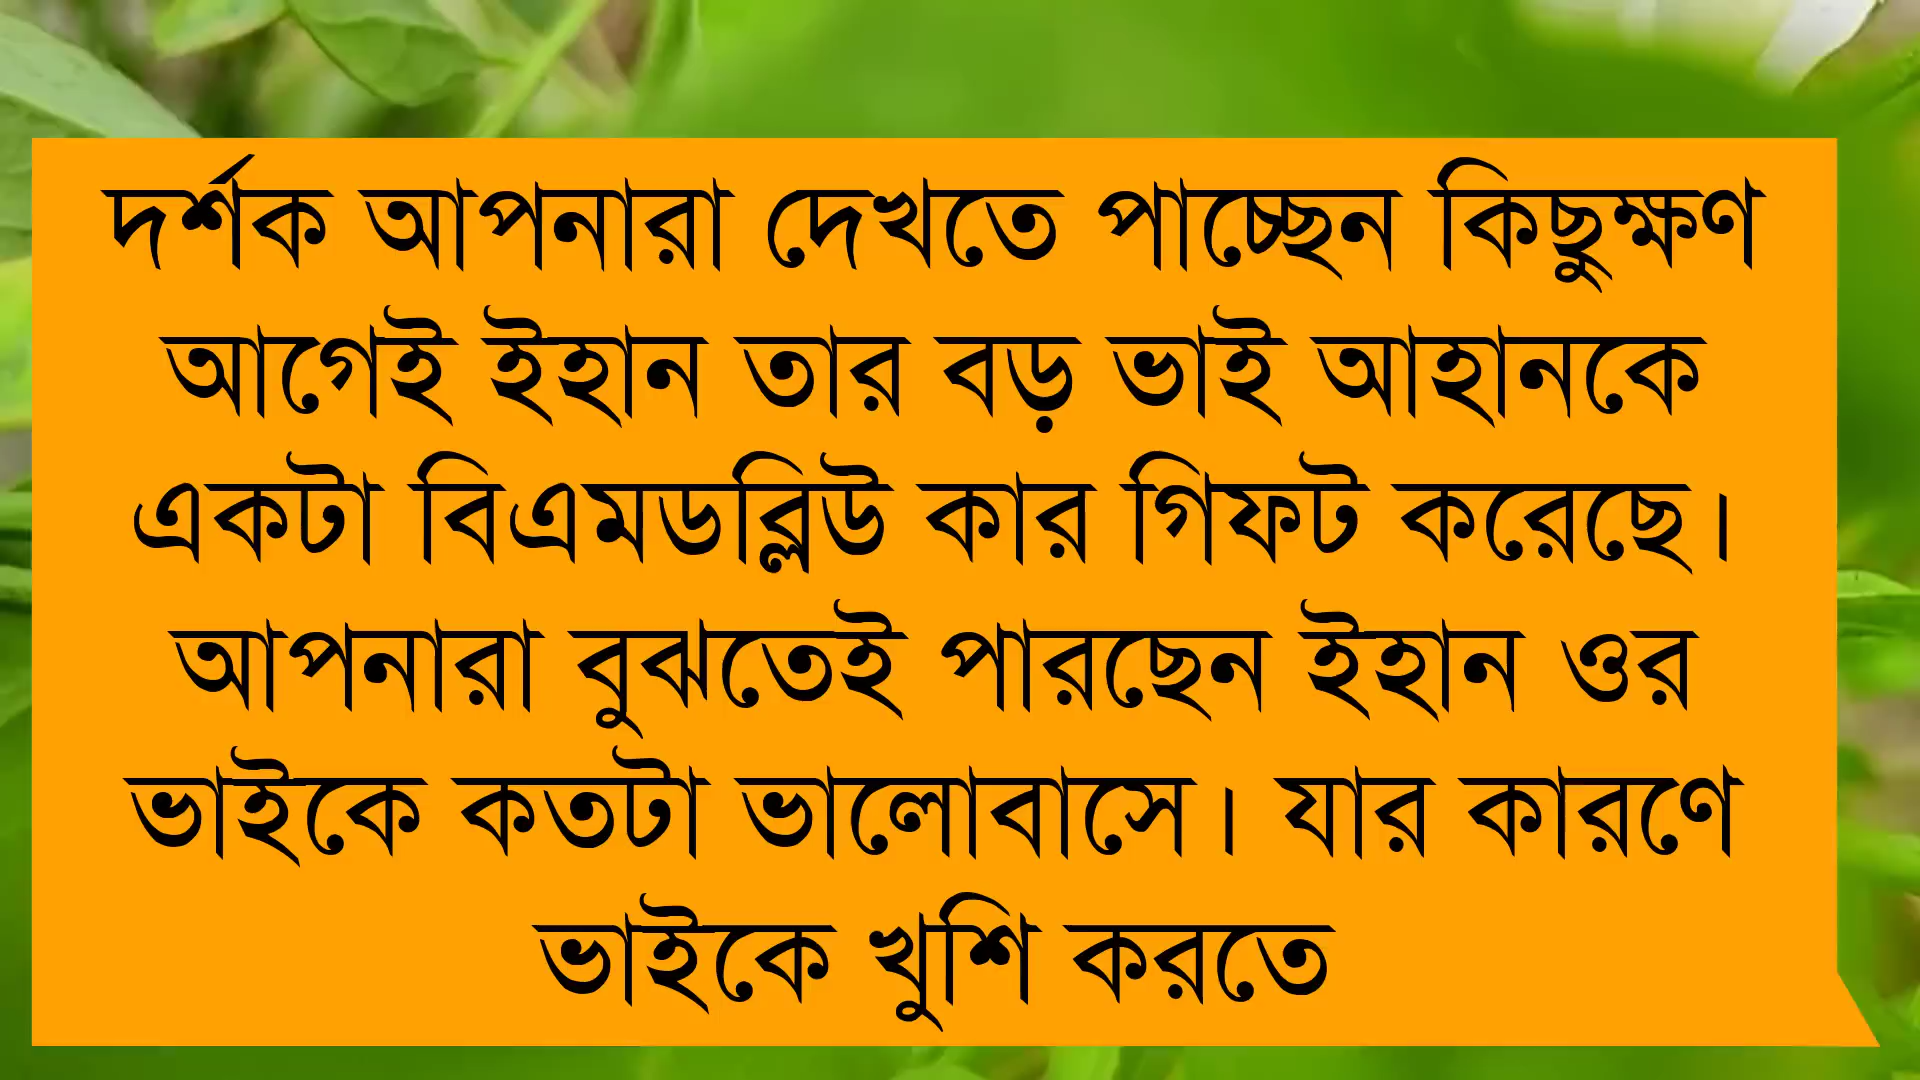 দর্শক আপনারা দেখতে পাচ্ছেন কিছুক্ষণ
আগেই ইহান তার বড় ভাই আহানকে
একটা বিএমডব্লিউ কার গিফট করেছে।
আপনারা বুঝতেই পারছেন ইহান ওর
ভাইকে কতটা ভালোবাসে। যার কারণে
ভাইকে খুশি করতে